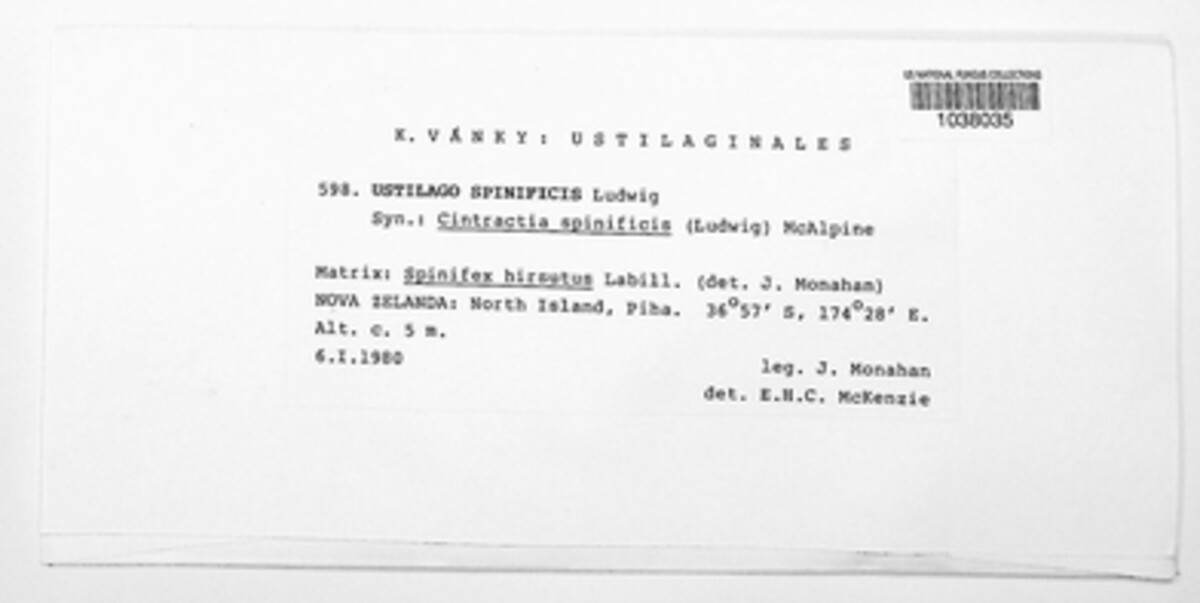 US NATIONAL FUNGUS COLLECTIONS
1038035
K. VÁNKY: USTILAGINALES
598. USTILAGO SPINIFICIS Ludwig
Syn.: Cintractia spinificis (Ludwig) McAlpine
Matrix: Spinifex hirsutus Labill. (det. J. Monahan)
NOVA ZELANDA: North Island, Piha. 36°57' S, 174°28' E.
Alt. c. 5 m.
6.I.1980
leg. J. Monahan
det. E.H.C. McKenzie